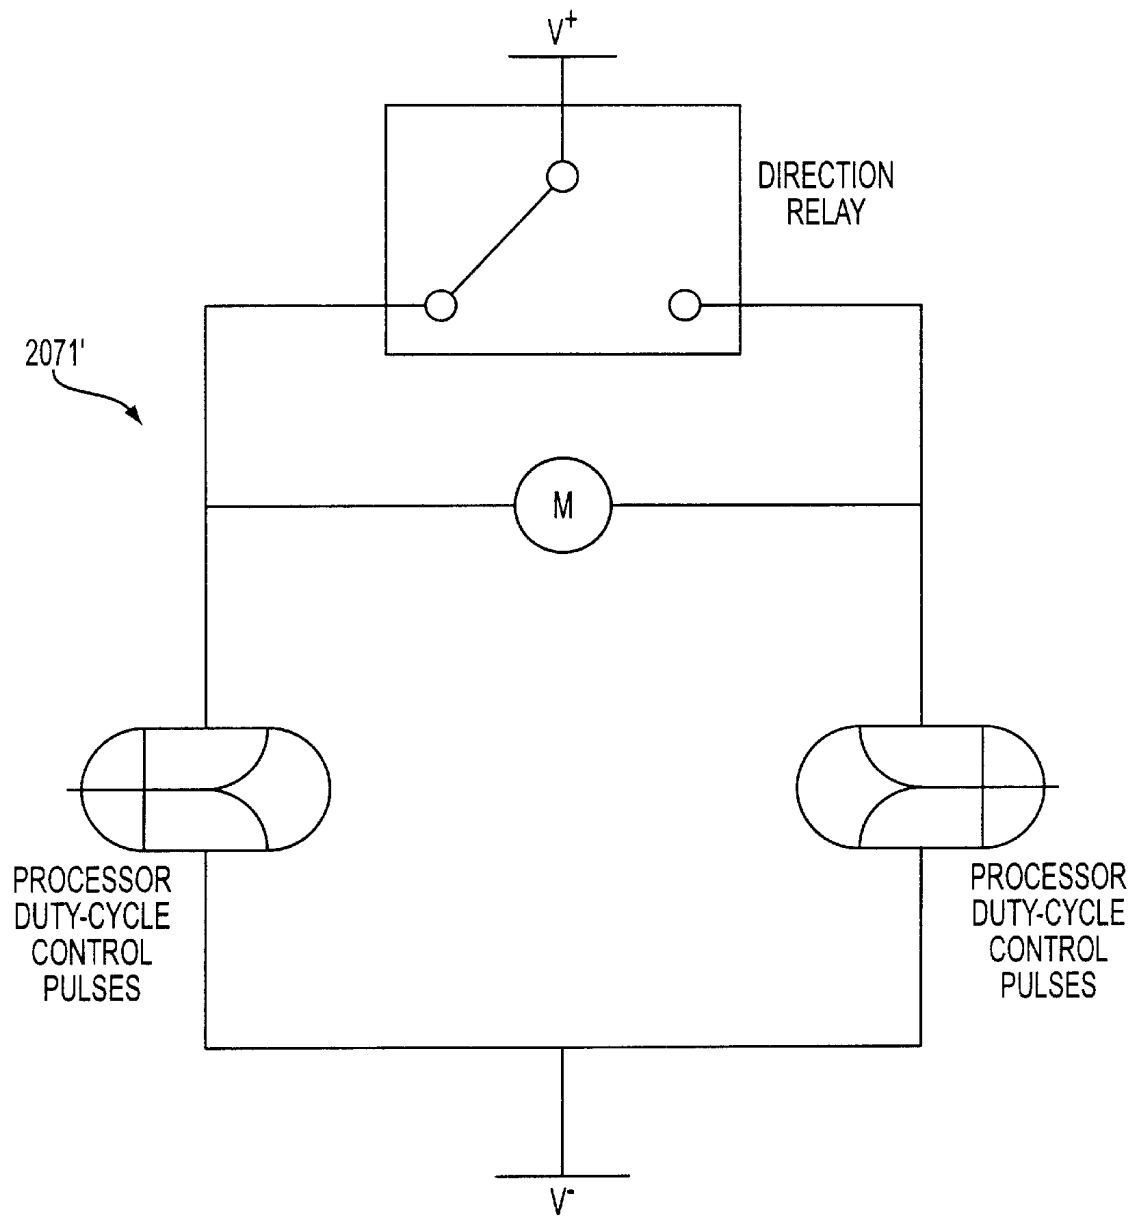 V+
DIRECTION
RELAY
2071'
M
PROCESSOR
DUTY-CYCLE
CONTROL
PULSES
PROCESSOR
DUTY-CYCLE
CONTROL
PULSES
V-